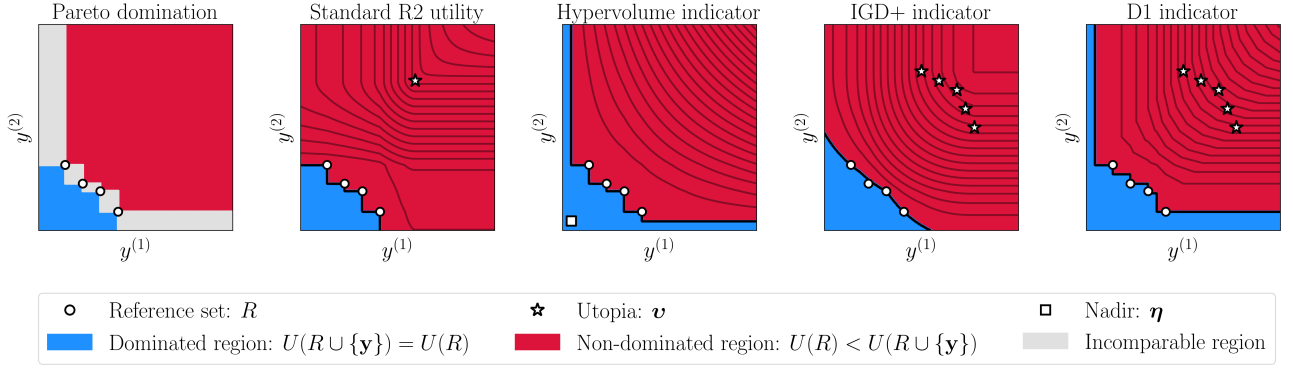 Pareto domination
Standard R2 utility
Hypervolume indicator
IGD+ indicator
D1 indicator
y⁽²⁾
y⁽²⁾
y⁽²⁾
y⁽²⁾
y⁽²⁾
y⁽¹⁾
y⁽¹⁾
y⁽¹⁾
y⁽¹⁾
y⁽¹⁾
Reference set: R
Utopia: υ
Nadir: η
Dominated region: U(R ∪ {y}) = U(R)
Non-dominated region: U(R) < U(R ∪ {y})
Incomparable region